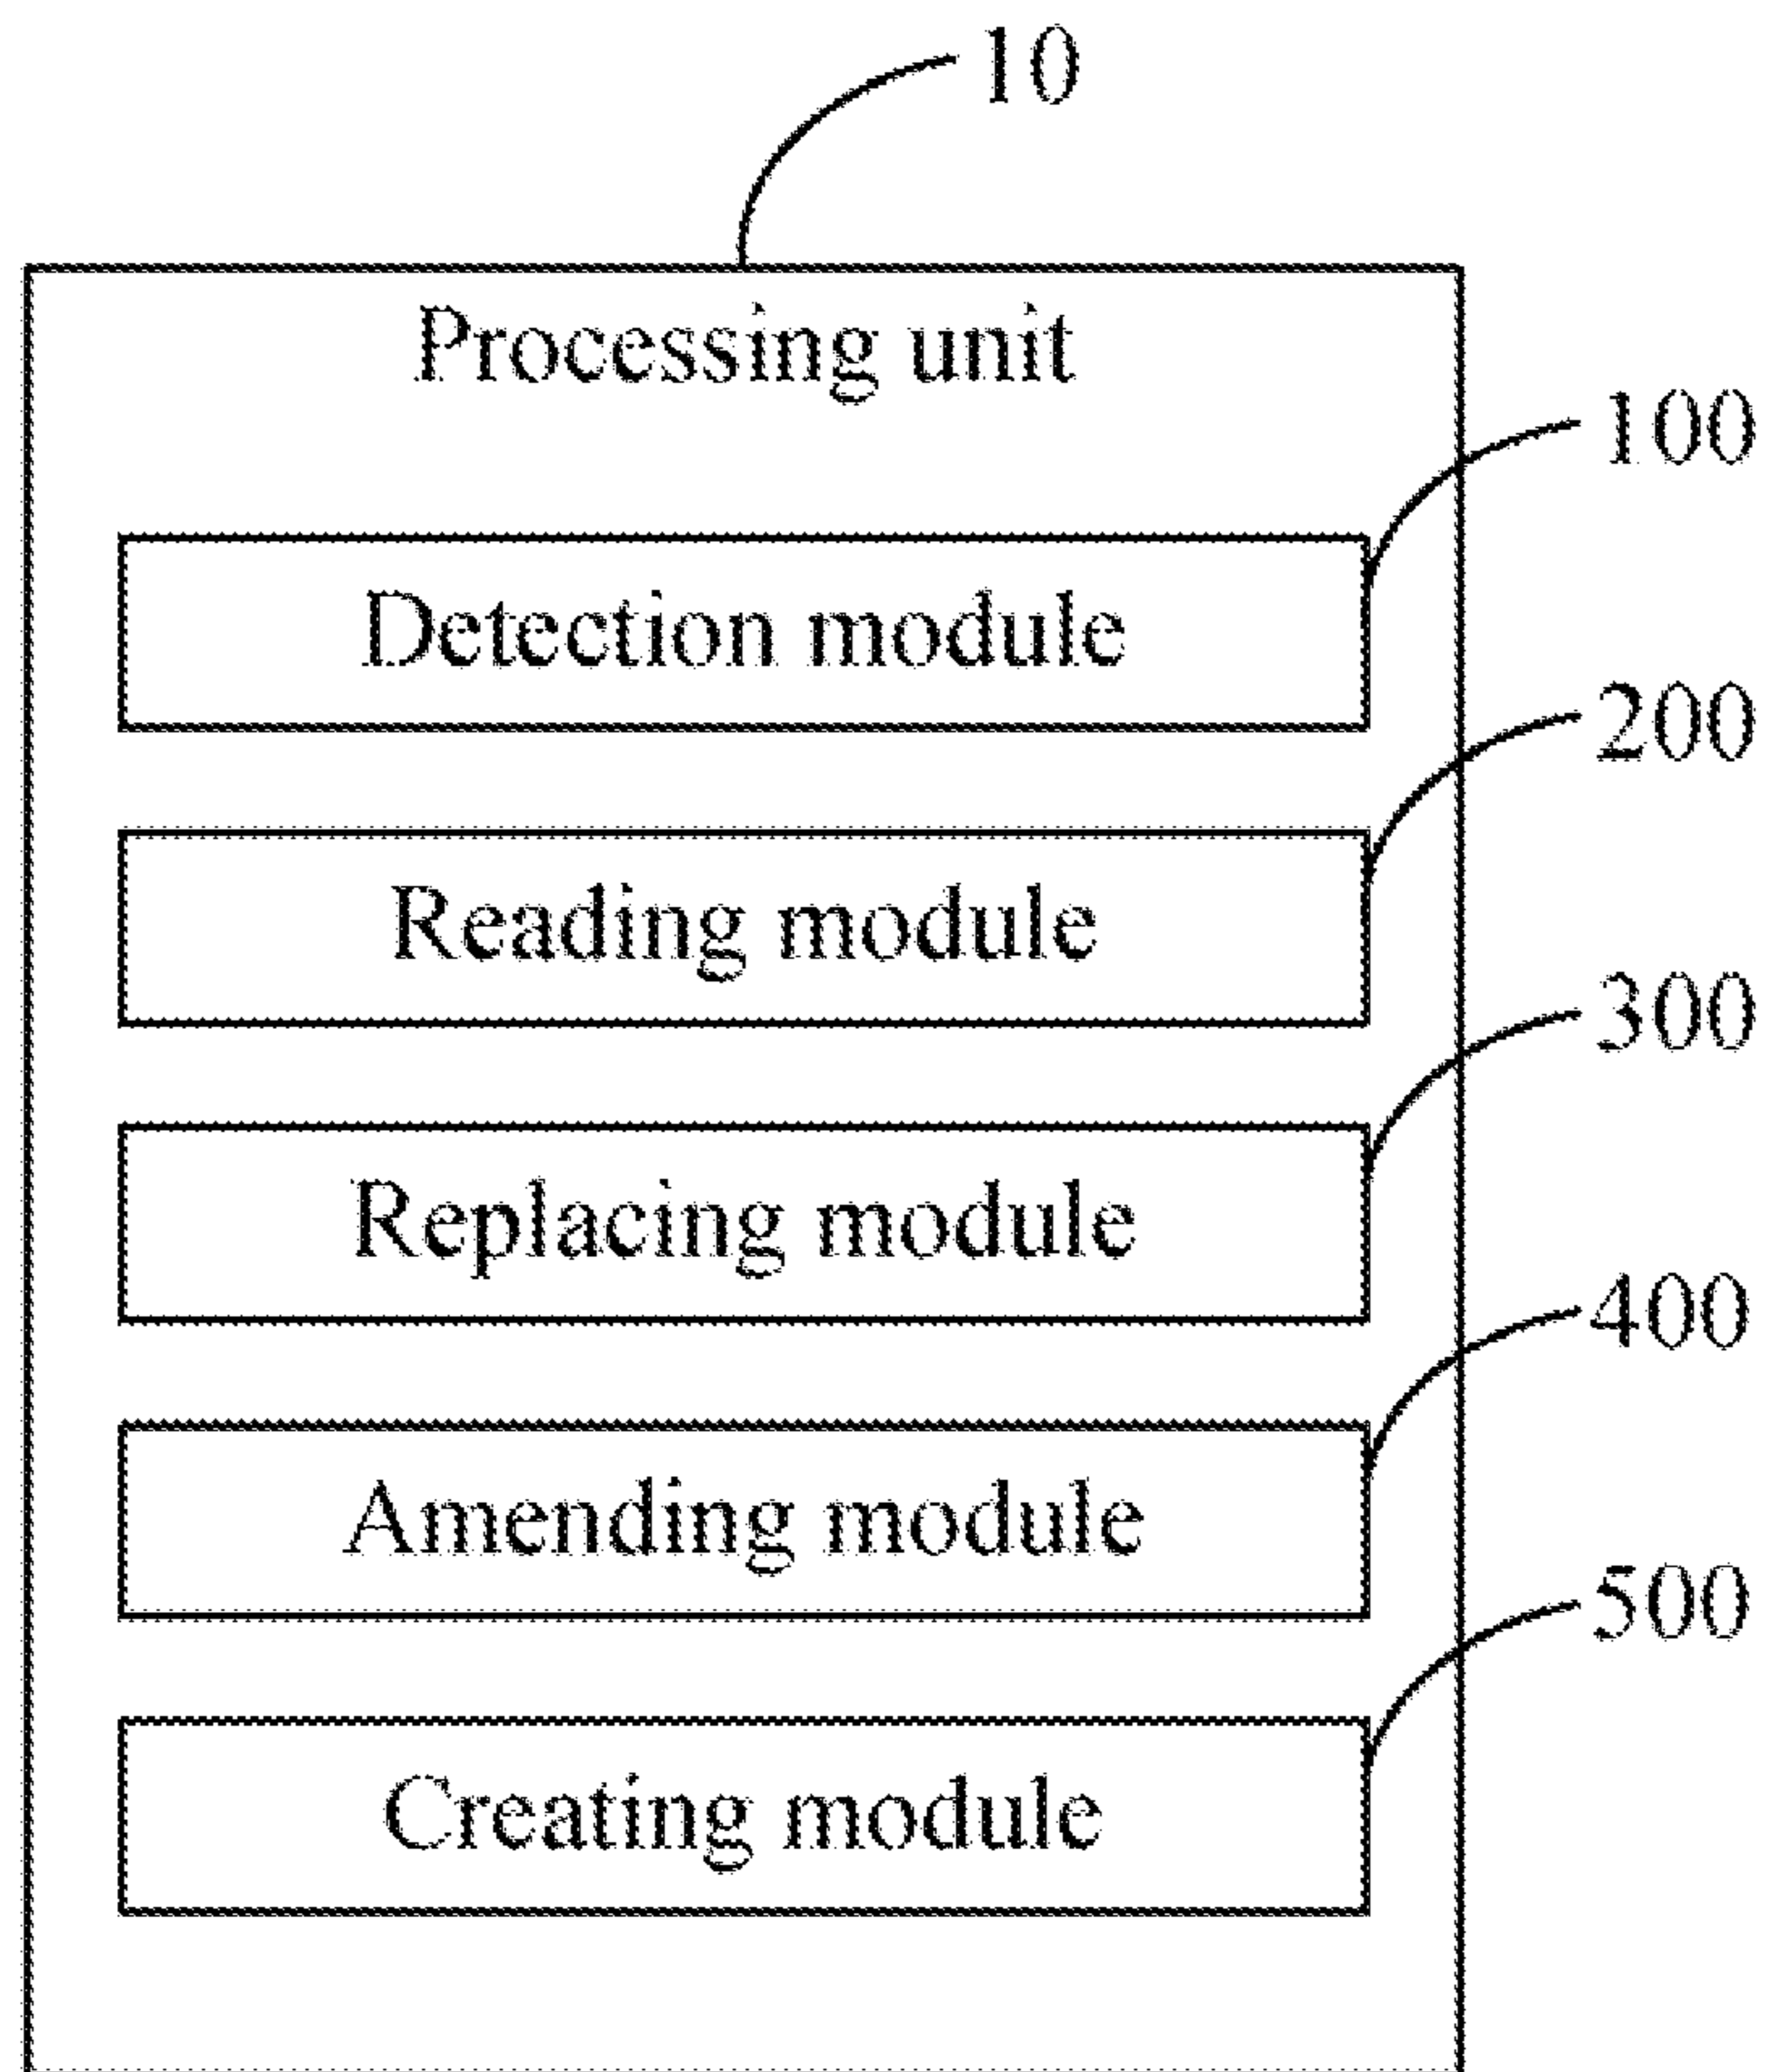 10
Processing unit
100
Detection module
200
Reading module
300
Replacing module
400
Amending module
500
Creating module